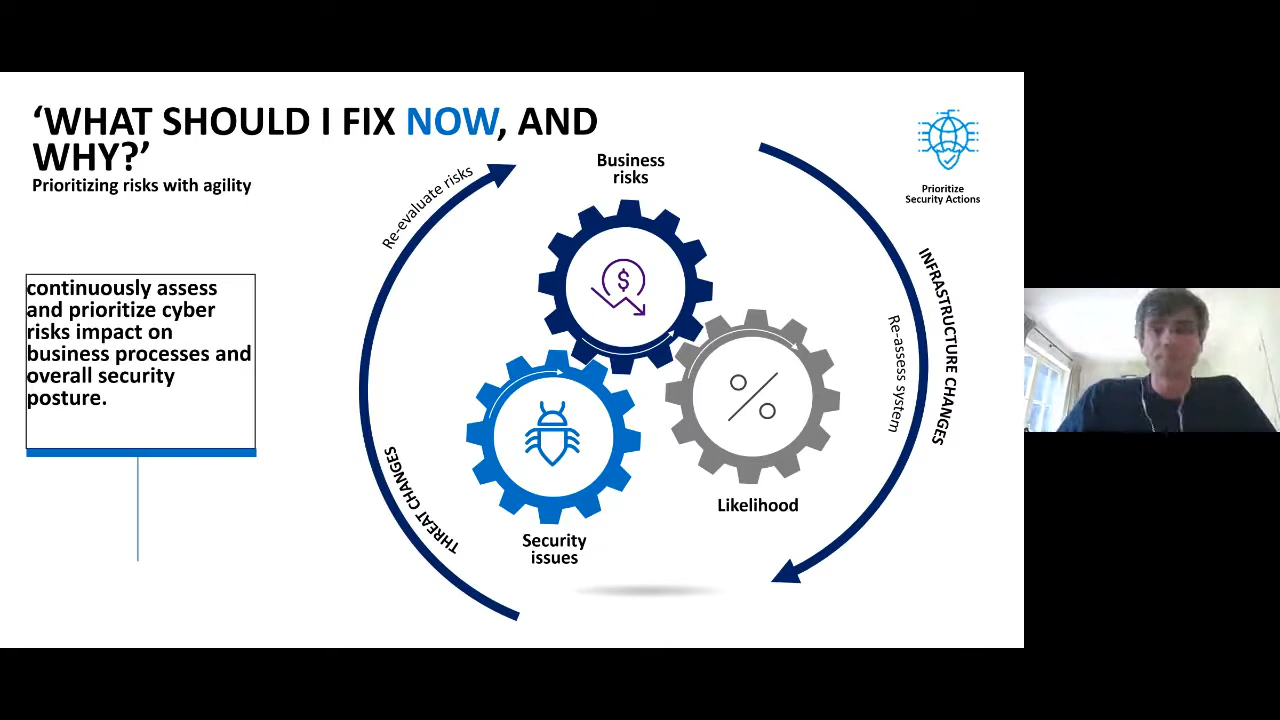 ‘WHAT SHOULD I FIX NOW, AND
WHY?’
Prioritizing risks with agility
continuously assess
and prioritize cyber
risks impact on
business processes and
overall security
posture.
Re-evaluate risks
THREAT CHANGES
Business
risks
$
%
Likelihood
Security
issues
INFRASTRUCTURE CHANGES
Re-assess system
Prioritize
Security Actions